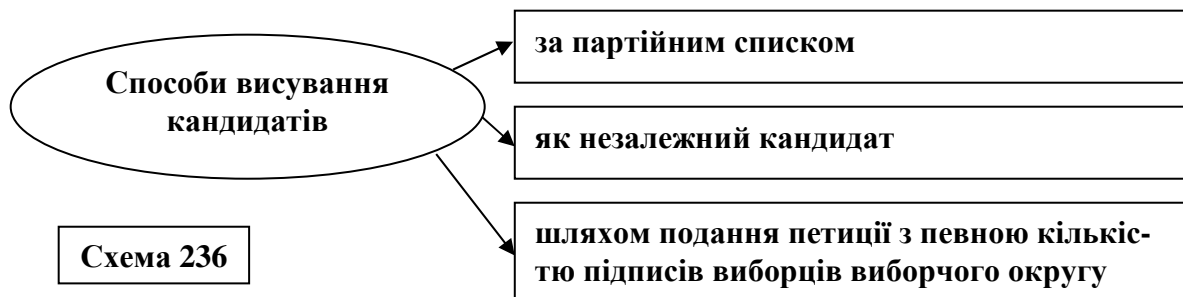 Способи висування
кандидатів
за партійним списком
як незалежний кандидат
шляхом подання петиції з певною кількіс-
тю підписів виборців виборчого округу
Схема 236